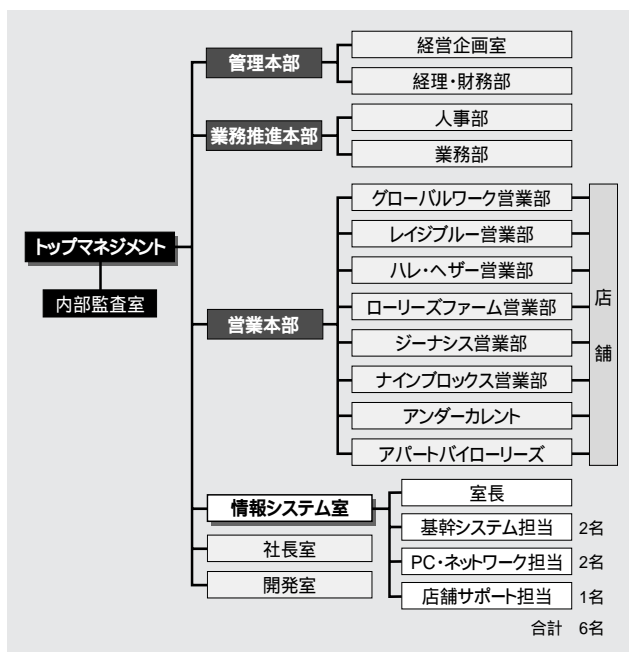 管理本部
経営企画室
経理・財務部
業務推進本部
人事部
業務部
トップマネジメント
内部監査室
営業本部
グローバルワーク営業部
レイジブルー営業部
ハレ・ヘザー営業部
ローリーズファーム営業部
ジーナシス営業部
ナインブロックス営業部
アンダーカレント
アパートバイローリーズ
店舗
情報システム室
室長
基幹システム担当 2名
PC・ネットワーク担当 2名
店舗サポート担当 1名
合計 6名
社長室
開発室